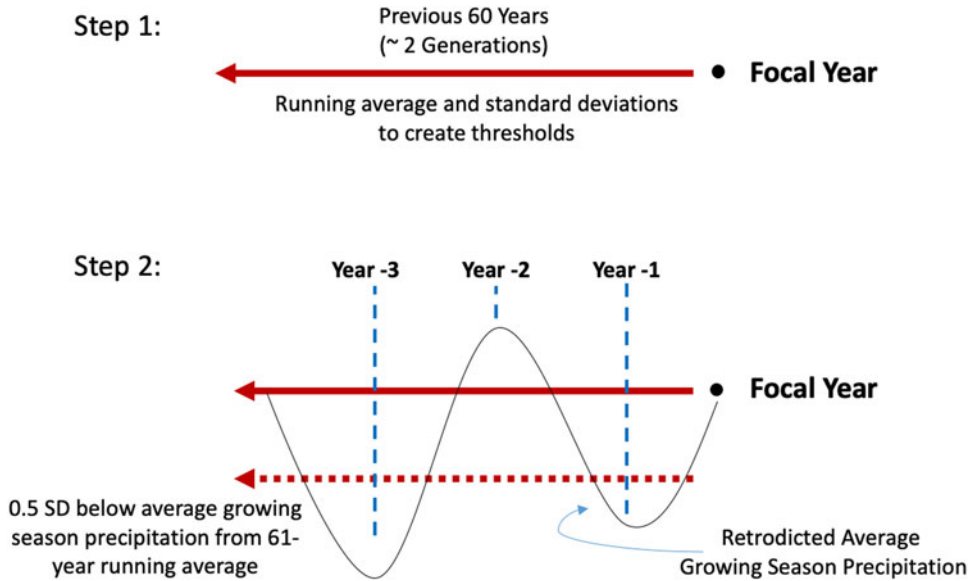 Step 1:
Previous 60 Years
(~ 2 Generations)
Focal Year
Running average and standard deviations
to create thresholds
Step 2:
Year -3
Year -2
Year -1
Focal Year
0.5 SD below average growing
season precipitation from 61-
year running average
Retrodicted Average
Growing Season Precipitation